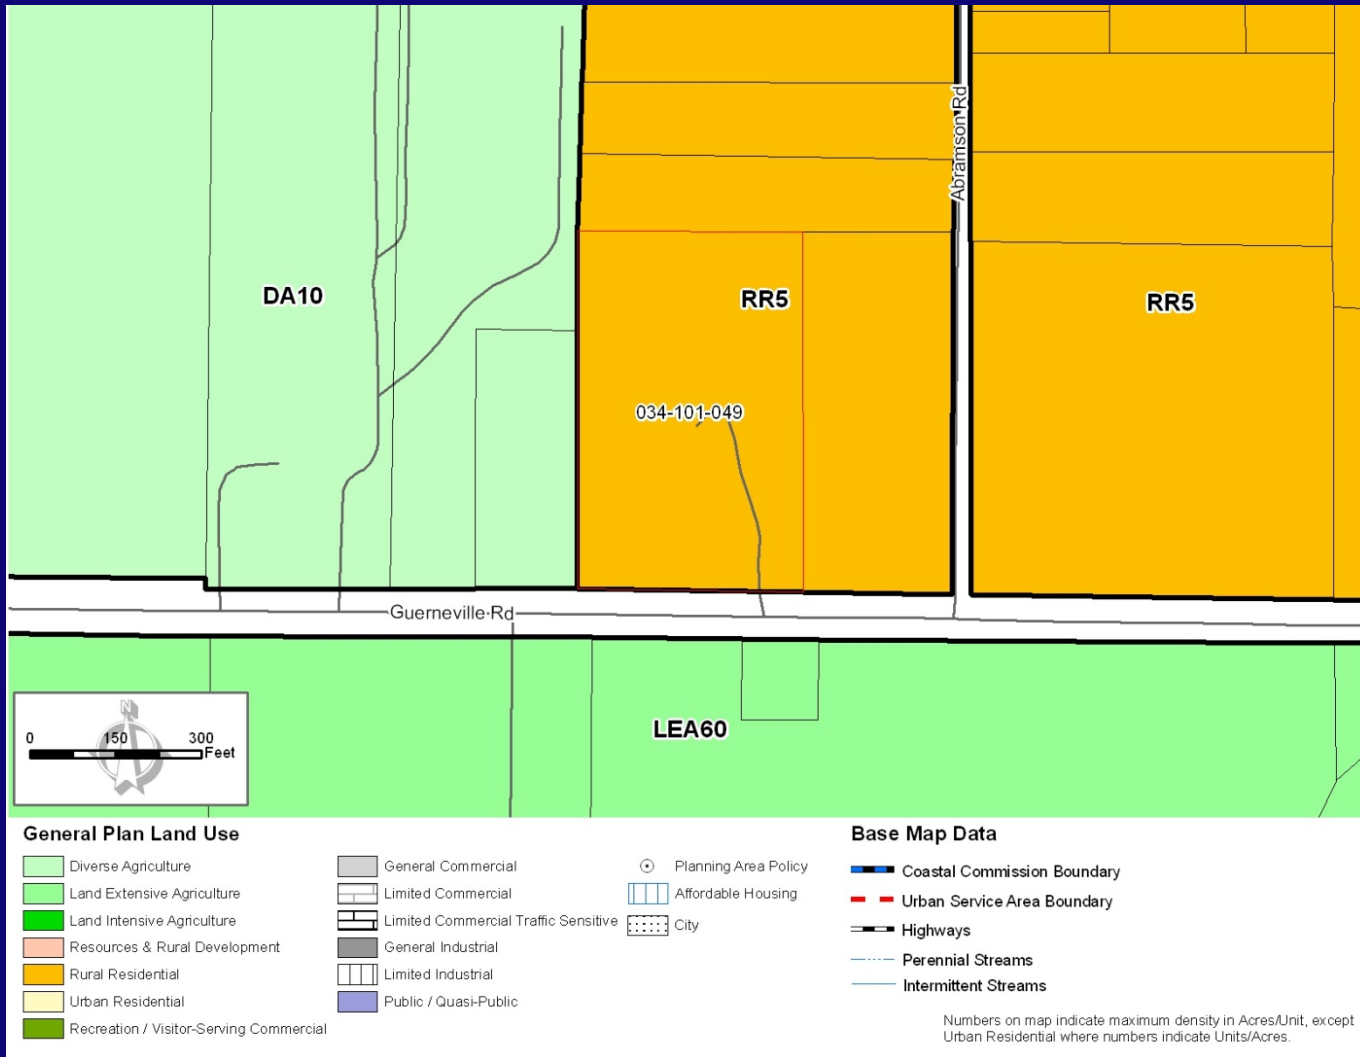 Abramson Rd
DA10
RR5
RR5
034-101-049
Guerneville Rd
LEA60
N
0 150 300
Feet
General Plan Land Use
Diverse Agriculture
Land Extensive Agriculture
Land Intensive Agriculture
Resources & Rural Development
Rural Residential
Urban Residential
Recreation / Visitor-Serving Commercial
General Commercial
Limited Commercial
Limited Commercial Traffic Sensitive
General Industrial
Limited Industrial
Public / Quasi-Public
Planning Area Policy
Affordable Housing
City
Base Map Data
Coastal Commission Boundary
Urban Service Area Boundary
Highways
Perennial Streams
Intermittent Streams
Numbers on map indicate maximum density in Acres/Unit, except
Urban Residential where numbers indicate Units/Acres.